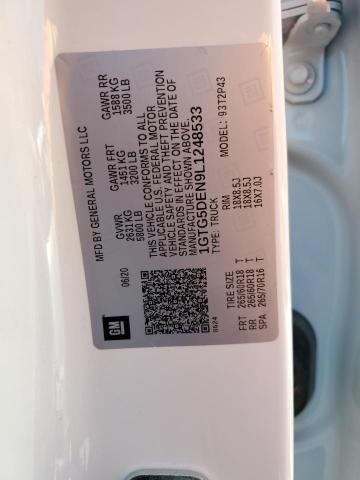 MFD BY GENERAL MOTORS LLC
06/20
GVWR
2631 KG
5800 LB
GAWR FRT
1451 KG
3200 LB
GAWR RR
1588 KG
3500 LB
THIS VEHICLE CONFORMS TO ALL
APPLICABLE U.S. FEDERAL MOTOR
VEHICLE SAFETY, AND THEFT PREVENTION
STANDARDS IN EFFECT ON THE DATE OF
MANUFACTURE SHOWN ABOVE.
1GTG5DEN9L1248533
TYPE: TRUCK
MODEL: 93T2P43
GM
8624
TIRE SIZE RIM
FRT 265/60R18 T 18X8.5J
RR 265/60R18 T 18X8.5J
SPA 265/70R16 T 16X7.0J